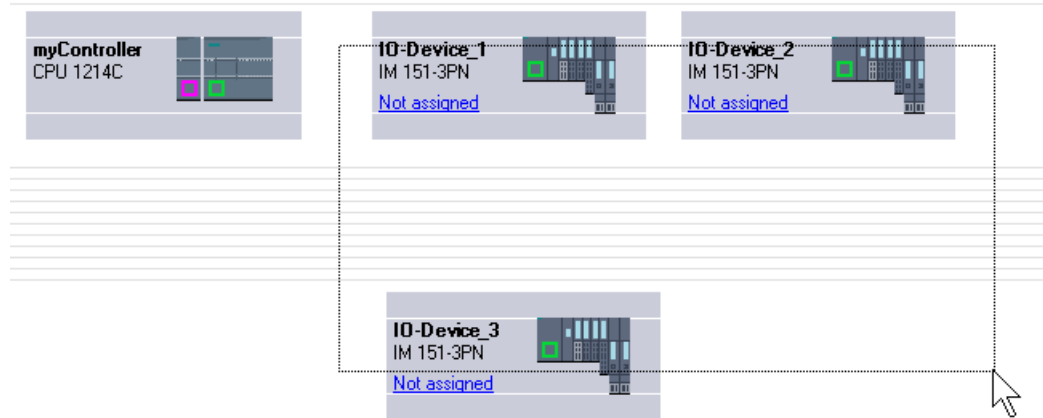 myController
CPU 1214C
IO-Device_1
IM 151-3PN
Not assigned
IO-Device_2
IM 151-3PN
Not assigned
IO-Device_3
IM 151-3PN
Not assigned